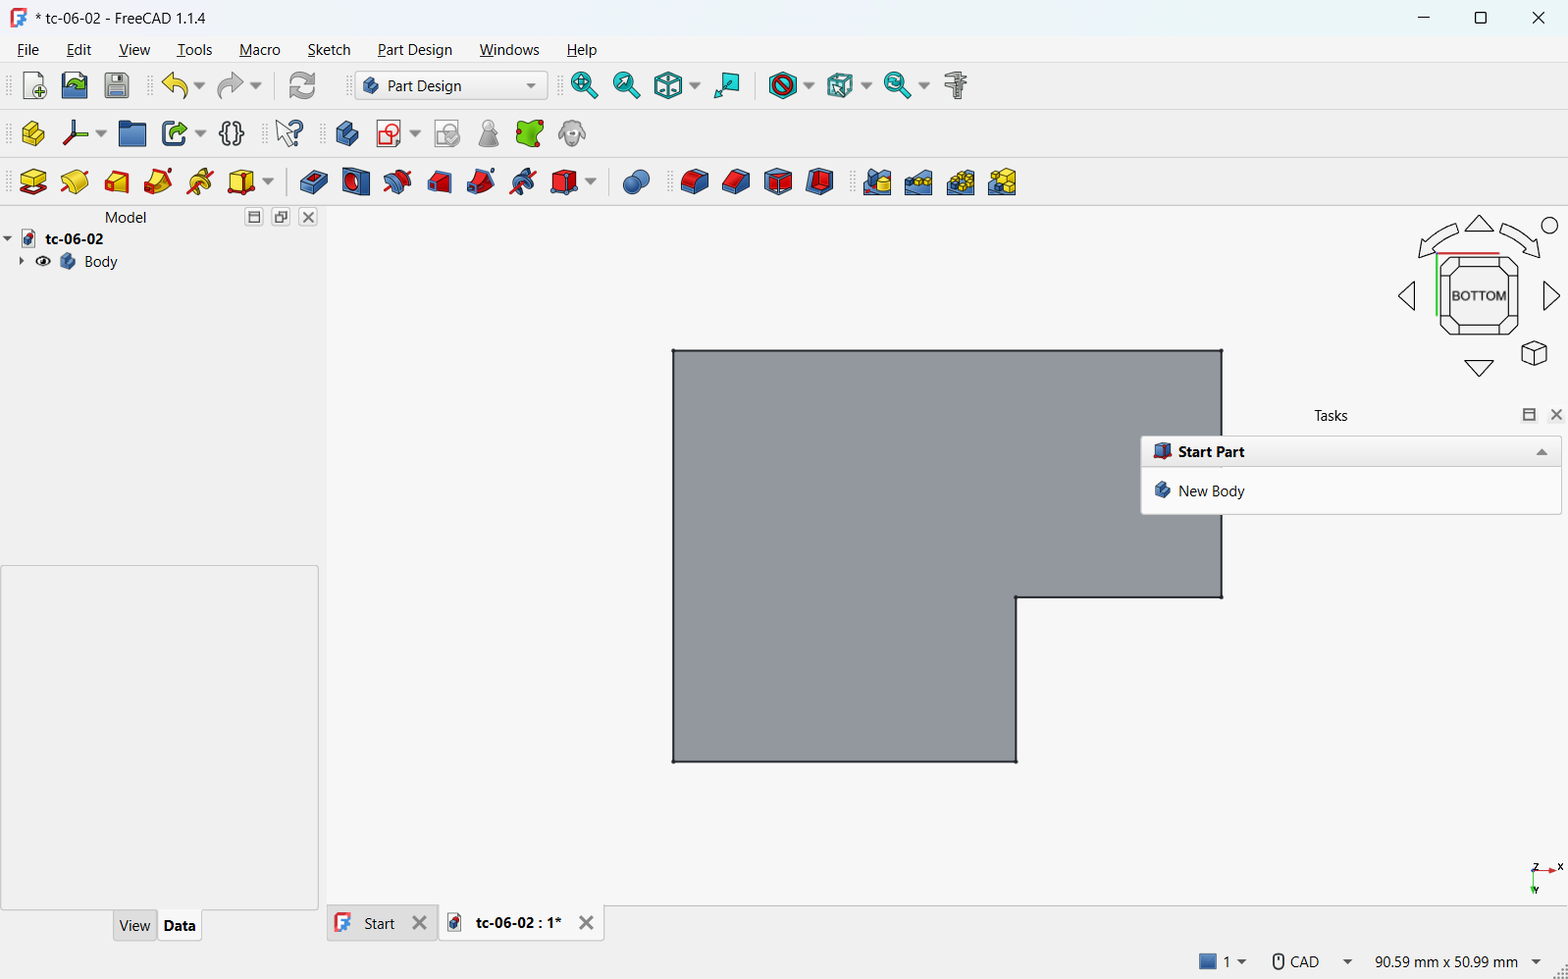 * tc-06-02 - FreeCAD 1.1.4
File Edit View Tools Macro Sketch Part Design Windows Help
Part Design
Model
tc-06-02
Body
BOTTOM
Tasks
Start Part
New Body
Z X
Y
View Data
Start tc-06-02 : 1*
1 CAD 90.59 mm x 50.99 mm